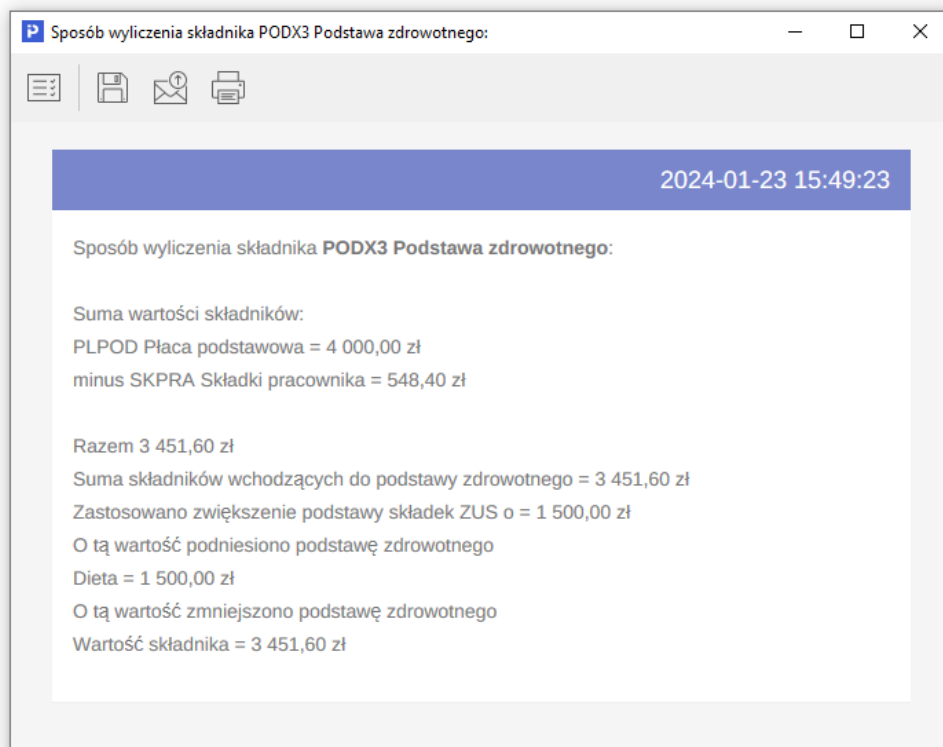 Sposób wyliczenia składnika PODX3 Podstawa zdrowotnego:
2024-01-23 15:49:23
Sposób wyliczenia składnika PODX3 Podstawa zdrowotnego:
Suma wartości składników:
PLPOD Płaca podstawowa = 4 000,00 zł
minus SKPRA Składki pracownika = 548,40 zł
Razem 3 451,60 zł
Suma składników wchodzących do podstawy zdrowotnego = 3 451,60 zł
Zastosowano zwiększenie podstawy składek ZUS o = 1 500,00 zł
O tą wartość podniesiono podstawę zdrowotnego
Dieta = 1 500,00 zł
O tą wartość zmniejszono podstawę zdrowotnego
Wartość składnika = 3 451,60 zł